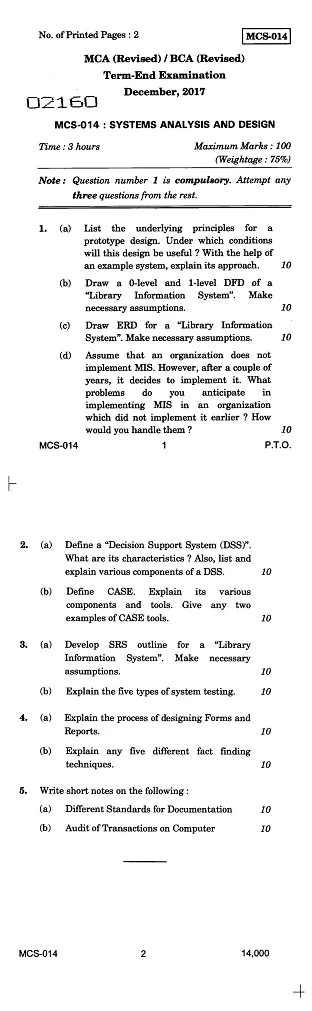 No. of Printed Pages : 2 MCS-014
MCA (Revised) / BCA (Revised)
Term-End Examination
02160
December, 2017
MCS-014 : SYSTEMS ANALYSIS AND DESIGN
Time : 3 hours Maximum Marks : 100
(Weightage : 75%)
Note : Question number 1 is compulsory. Attempt any
three questions from the rest.
1. (a) List the underlying principles for a
prototype design. Under which conditions
will this design be useful ? With the help of
an example system, explain its approach. 10
(b) Draw a 0-level and 1-level DFD of a
"Library Information System". Make
necessary assumptions. 10
(c) Draw ERD for a "Library Information
System". Make necessary assumptions. 10
(d) Assume that an organization does not
implement MIS. However, after a couple of
years, it decides to implement it. What
problems do you anticipate in
implementing MIS in an organization
which did not implement it earlier ? How
would you handle them ? 10
MCS-014 1 P.T.O.
2. (a) Define a "Decision Support System (DSS)".
What are its characteristics ? Also, list and
explain various components of a DSS. 10
(b) Define CASE. Explain its various
components and tools. Give any two
examples of CASE tools. 10
3. (a) Develop SRS outline for a "Library
Information System". Make necessary
assumptions. 10
(b) Explain the five types of system testing. 10
4. (a) Explain the process of designing Forms and
Reports. 10
(b) Explain any five different fact finding
techniques. 10
5. Write short notes on the following :
(a) Different Standards for Documentation 10
(b) Audit of Transactions on Computer 10
MCS-014 2 14,000